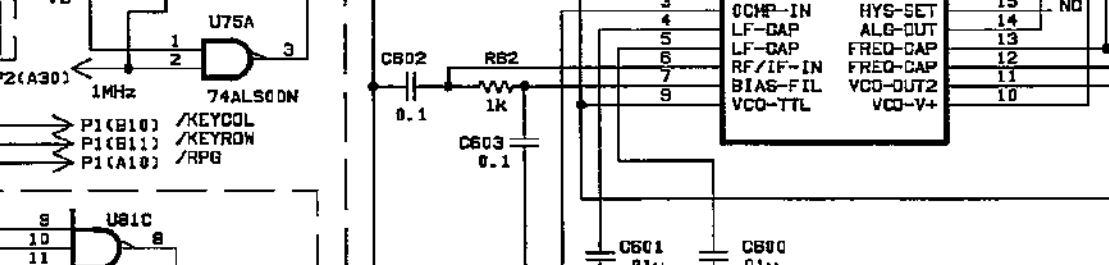 U75A
1
2
3
P2(A30)
1MHz
74ALS00N
P1(B10) /KEYCOL
P1(B11) /KEYROW
P1(A10) /RPG
U81C
9
10
11
8
C602
0.1
R62
1k
C603
0.1
3 OCMP-IN
4 LF-CAP
5 LF-CAP
6 RF/IF-IN
7 BIAS-FIL
9 VCO-TTL
HYS-SET 15 NC
ALG-OUT 14
FREQ-CAP 13
FREQ-CAP 12
VCO-OUT2 11
VCO-V+ 10
C601
C600